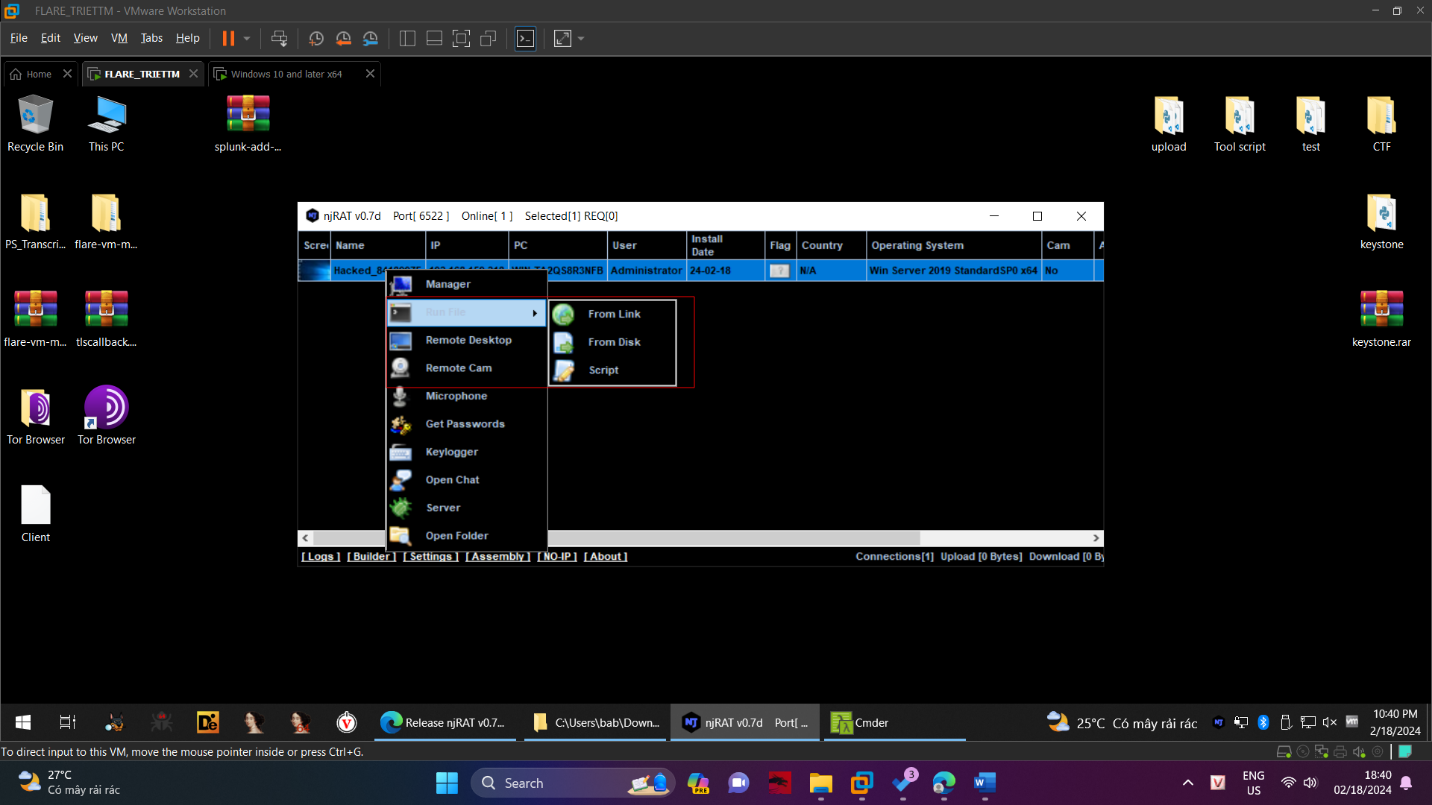 FLARE_TRIETTM - VMware Workstation
File Edit View VM Tabs Help
Home FLARE_TRIETTM Windows 10 and later x64
Recycle Bin This PC splunk-add-... upload Tool script test CTF
njRAT v0.7d Port[ 6522 ] Online[ 1 ] Selected[1] REQ[0]
PS_Transcri... flare-vm-m... keystone
Name IP PC User Install Date Flag Country Operating System Cam
Administrator 24-02-18 N/A Win Server 2019 StandardSP0 x64 No
Manager
Run File From Link
Remote Desktop From Disk
Remote Cam Script
Microphone
Get Passwords
Keylogger
Open Chat
Server
Open Folder
flare-vm-m... tlscallback.... keystone.rar
Tor Browser Tor Browser
Client
[ Logs ] [ Builder ] [ Settings ] [ Assembly ] [ NO-IP ] [ About ] Connections[1] Upload [0 Bytes] Download [0 By
Release njRAT v0.7... C:\Users\bab\Down... njRAT v0.7d Port[ ... Cmder 25°C Có mây rải rác 10:40 PM
2/18/2024
To direct input to this VM, move the mouse pointer inside or press Ctrl+G.
27°C
Có mây rải rác
Search PRE 3 ENG
US
18:40
02/18/2024